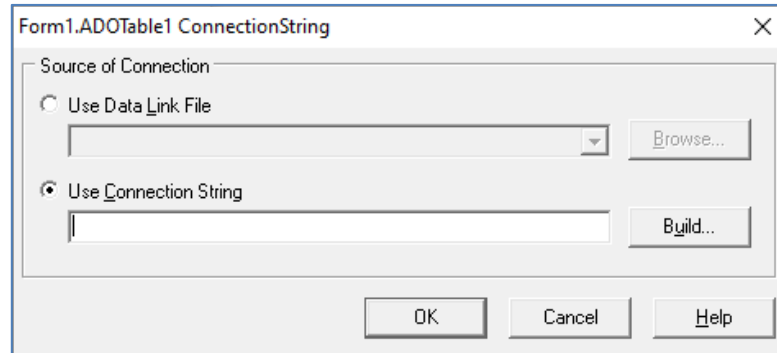 Form1.ADOTable1 ConnectionString
Source of Connection
Use Data Link File
Browse...
Use Connection String
Build...
OK Cancel Help